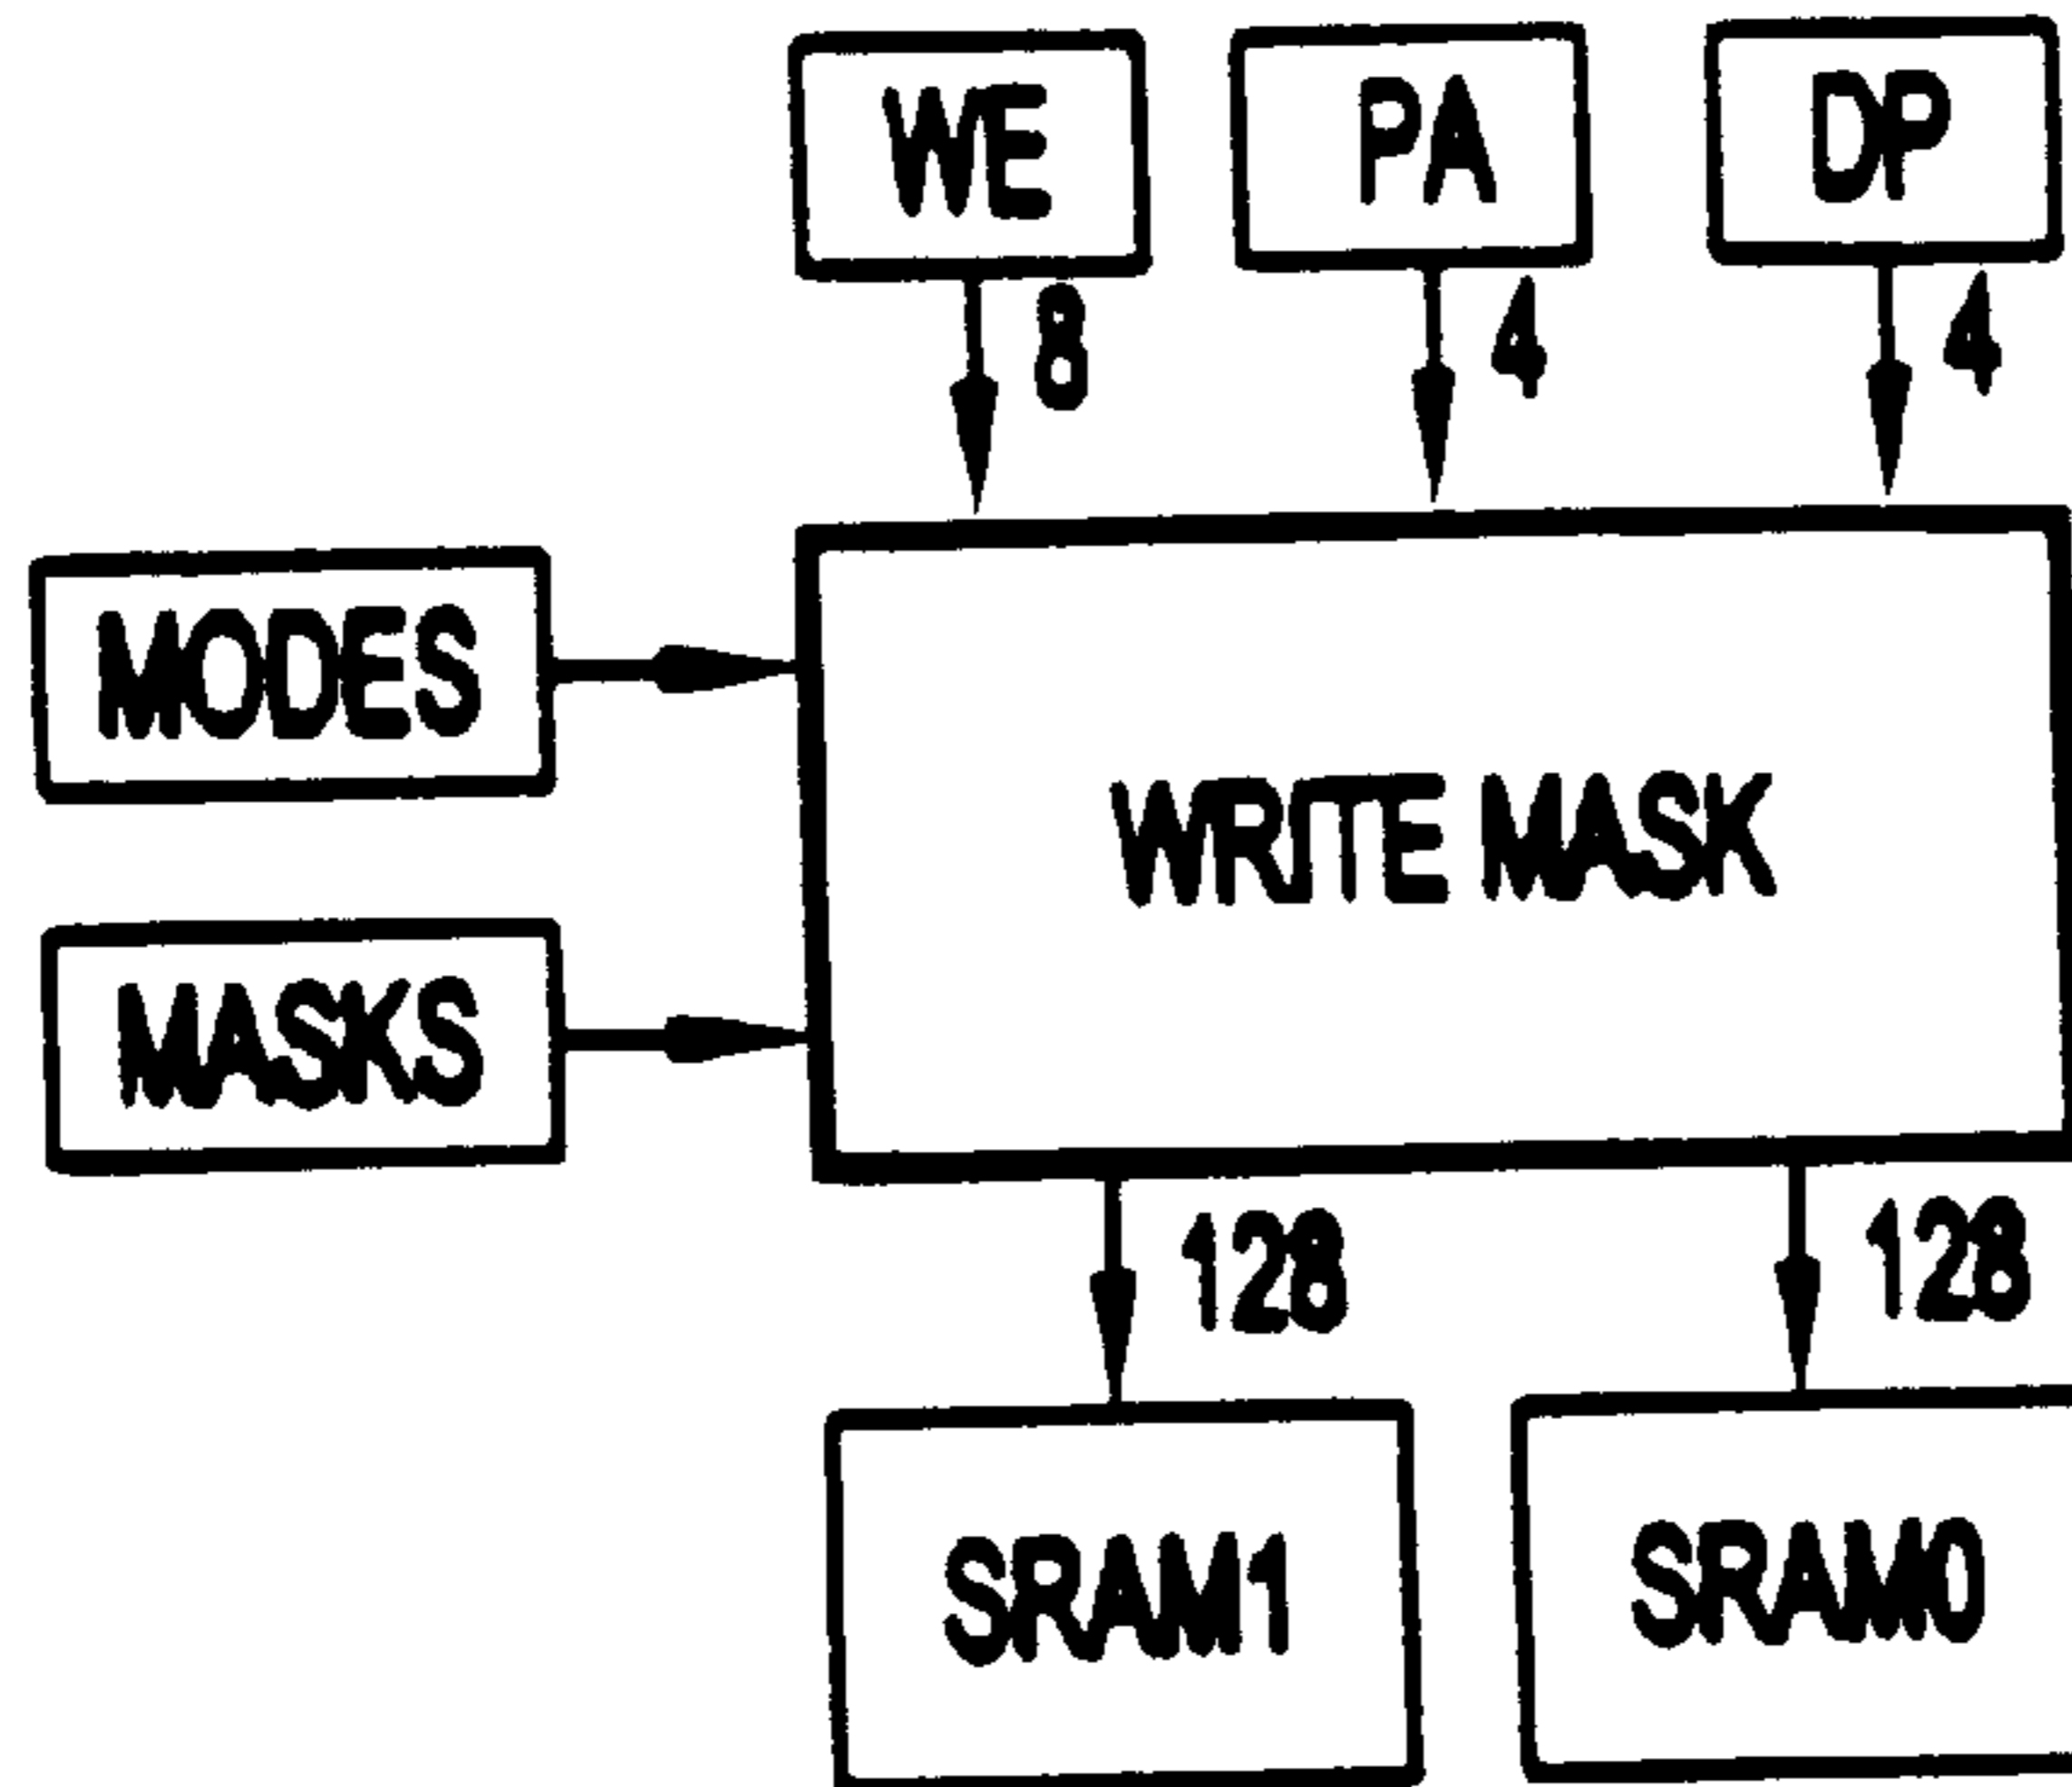 WE PA DP
8 4 4
MODES
WRITE MASK
MASKS
128 128
SRAM1 SRAM0